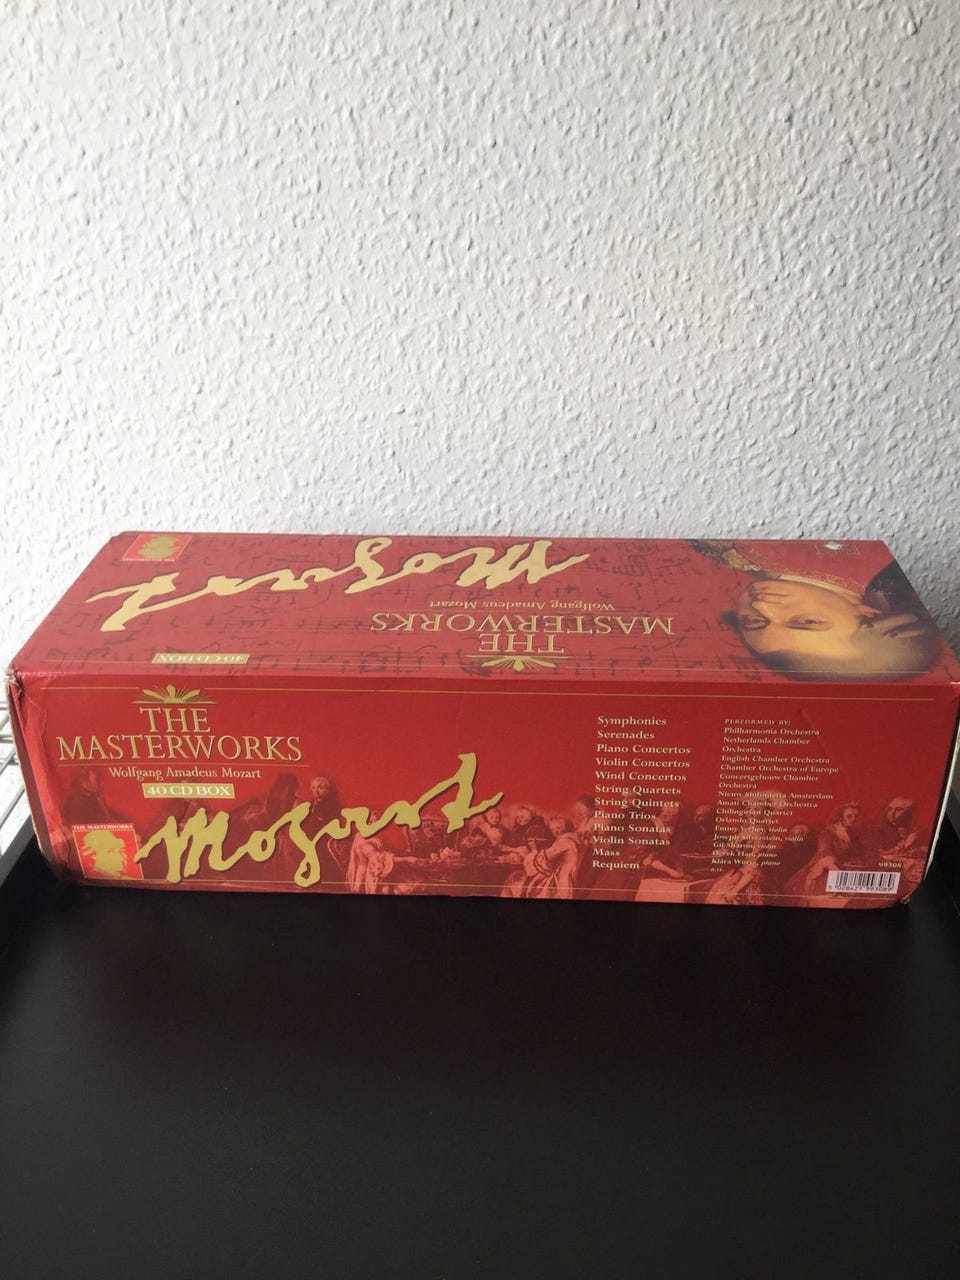 Mozart
Wolfgang Amadeus Mozart
THE
MASTERWORKS
40 CD BOX
THE
MASTERWORKS
Wolfgang Amadeus Mozart
40 CD BOX
THE MASTERWORKS
Mozart
Symphonies
Serenades
Piano Concertos
Violin Concertos
Wind Concertos
String Quartets
String Quintets
Piano Trios
Piano Sonatas
Violin Sonatas
Mass
Requiem
PERFORMED BY:
Philharmonia Orchestra
Netherlands Chamber
Orchestra
English Chamber Orchestra
Chamber Orchestra of Europe
Concertgebouw Chamber
Orchestra
Nieuw Sinfonietta Amsterdam
Amati Chamber Orchestra
Chilingirian Quartet
Orlando Quartet
Emmy Verhey, violin
Joseph Silverstein, violin
Gil Sharon, violin
Derek Han, piano
Klára Würtz, piano
a.o.
99308
5 028421 993089